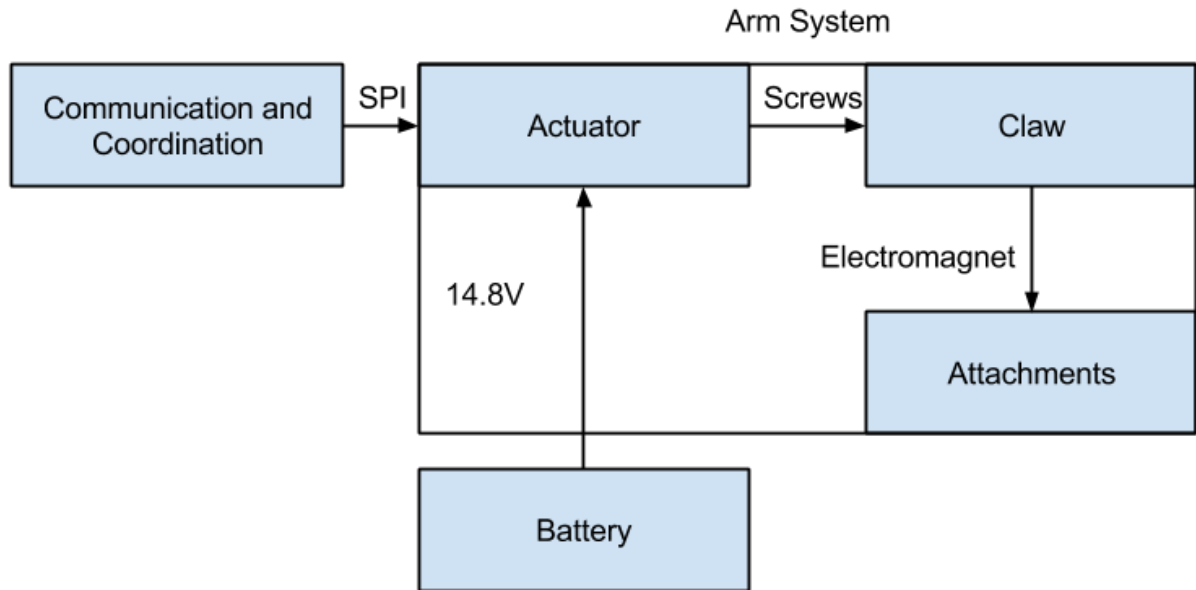 Arm System
Communication and
Coordination
SPI
Actuator
Screws
Claw
Electromagnet
14.8V
Attachments
Battery